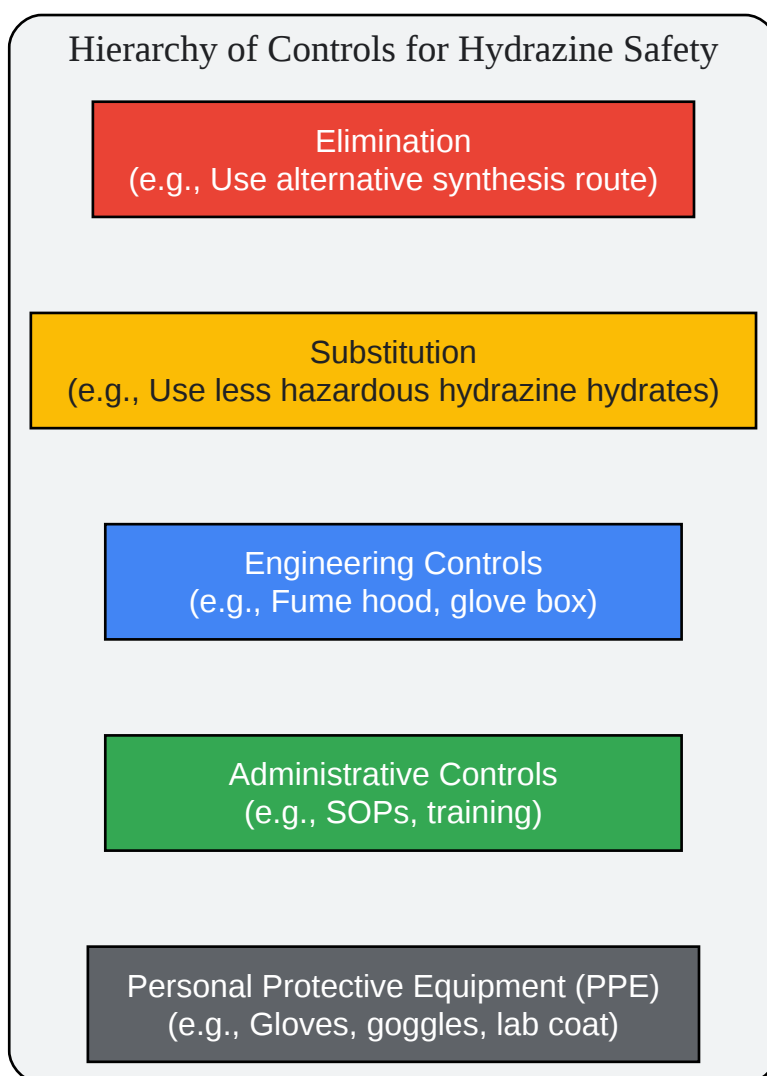 Hierarchy of Controls for Hydrazine Safety
Elimination
(e.g., Use alternative synthesis route)
Substitution
(e.g., Use less hazardous hydrazine hydrates)
Engineering Controls
(e.g., Fume hood, glove box)
Administrative Controls
(e.g., SOPs, training)
Personal Protective Equipment (PPE)
(e.g., Gloves, goggles, lab coat)